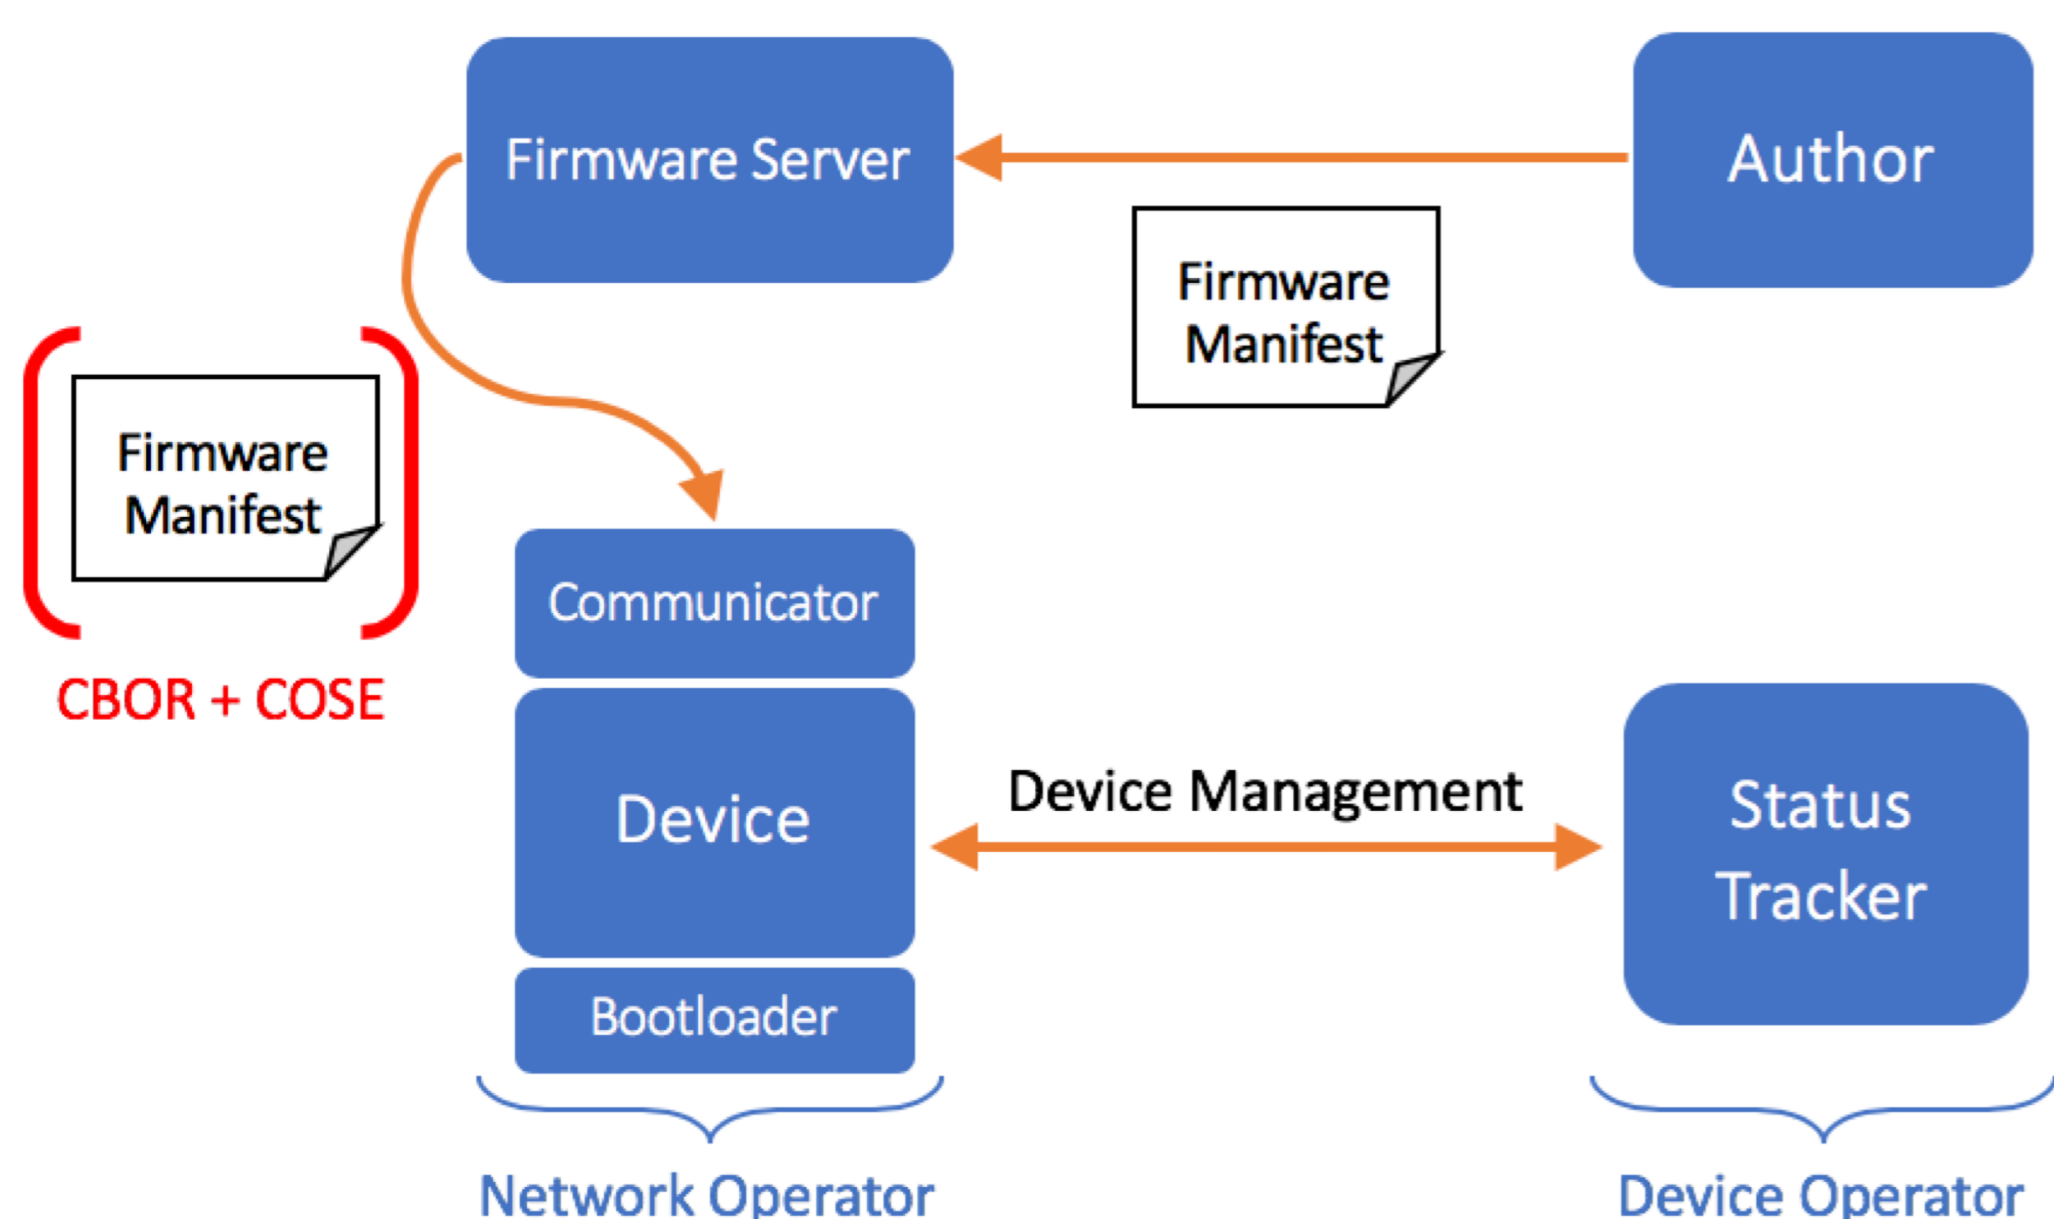 Firmware Server
Author
Firmware
Manifest
Firmware
Manifest
CBOR + COSE
Communicator
Device
Bootloader
Device Management
Status
Tracker
Network Operator
Device Operator